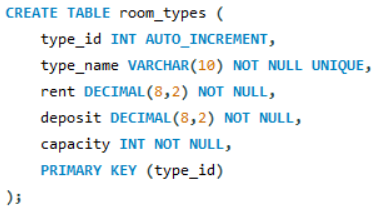 CREATE TABLE room_types (
    type_id INT AUTO_INCREMENT,
    type_name VARCHAR(10) NOT NULL UNIQUE,
    rent DECIMAL(8,2) NOT NULL,
    deposit DECIMAL(8,2) NOT NULL,
    capacity INT NOT NULL,
    PRIMARY KEY (type_id)
);